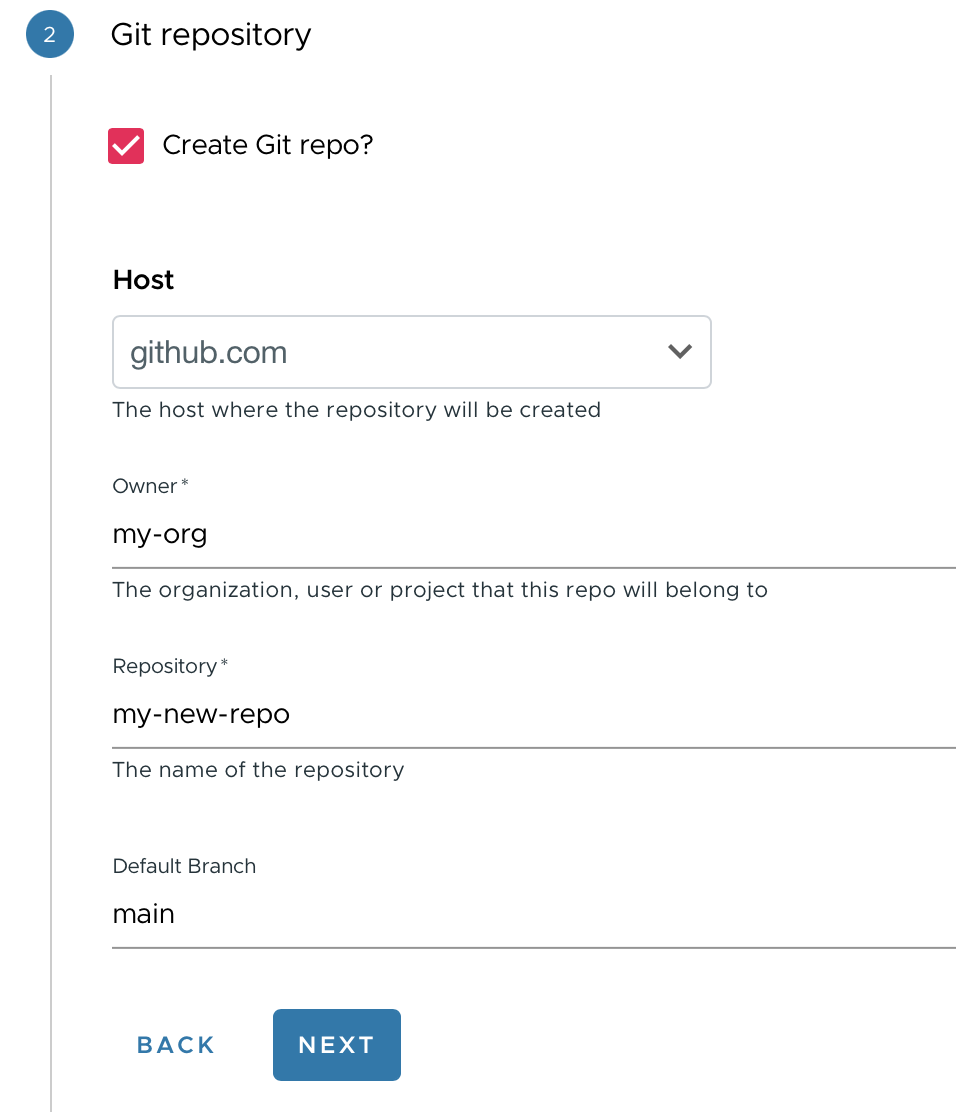 2
Git repository
Create Git repo?
Host
github.com
The host where the repository will be created
Owner *
my-org
The organization, user or project that this repo will belong to
Repository *
my-new-repo
The name of the repository
Default Branch
main
BACK NEXT